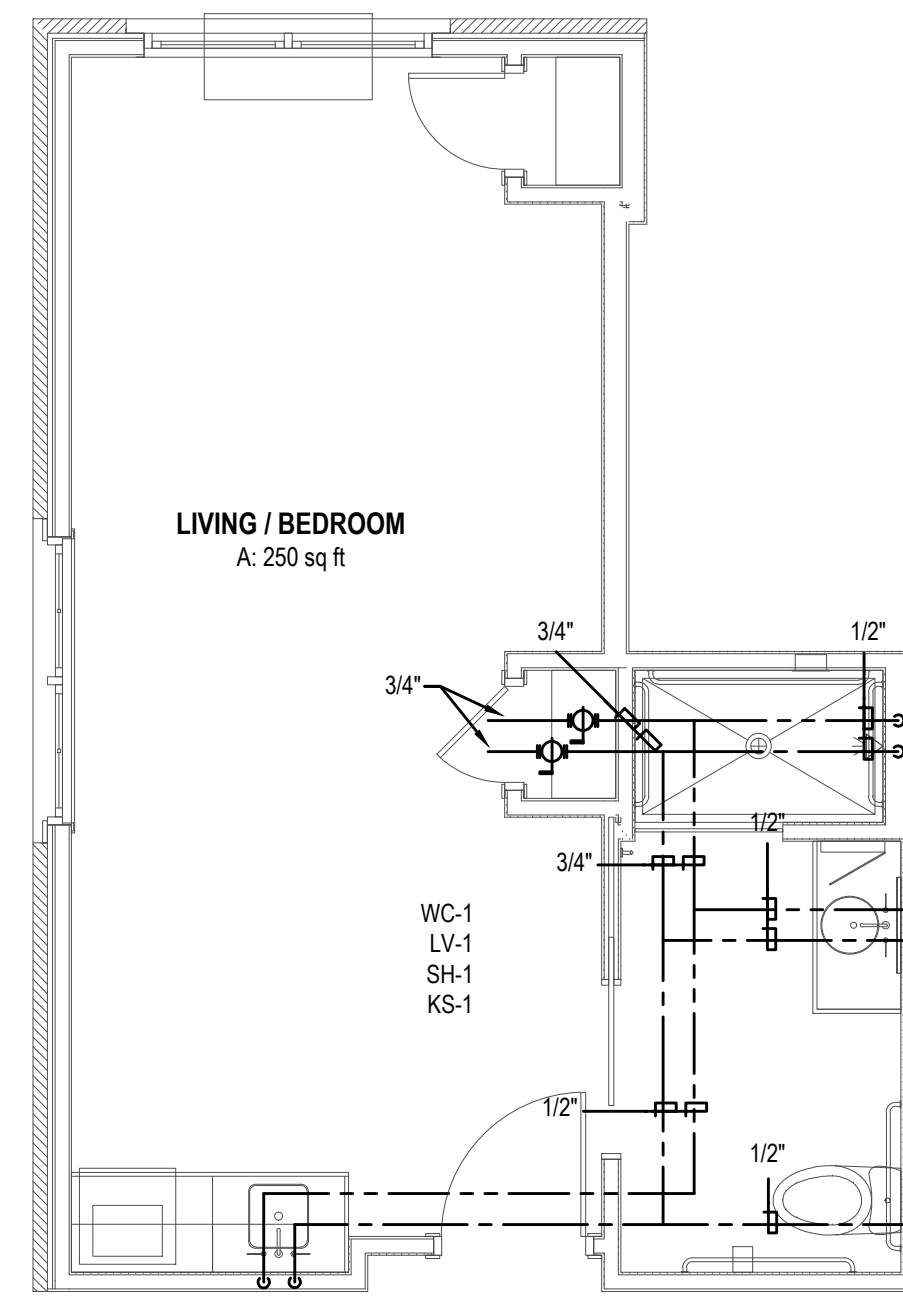 LIVING / BEDROOM
A: 250 sq ft
3/4"
1/2"
3/4"
1/2"
3/4"
WC-1
LV-1
SH-1
KS-1
1/2"
1/2"